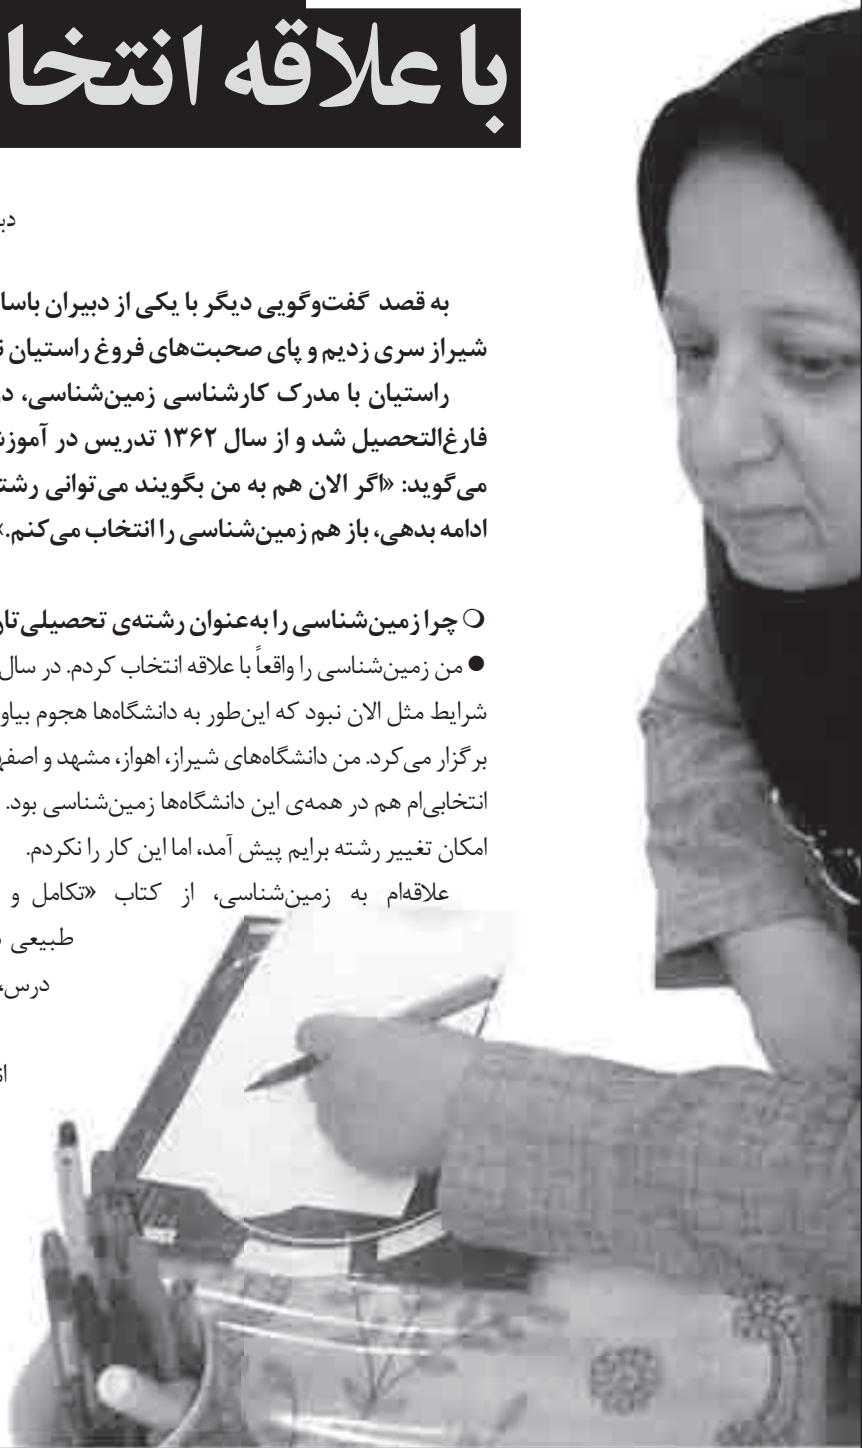 با علاقه انتخا
دبـ
به قصد گفت‌وگویی دیگر با یکی از دبیران باسا
شیراز سری زدیم و پای صحبت‌های فروغ راستیان نـ
راستیان با مدرک کارشناسی زمین‌شناسی، در
فارغ‌التحصیل شد و از سال ۱۳۶۲ تدریس در آموزش
می‌گوید: «اگر الان هم به من بگویند می‌توانی رشتـ
ادامه بدهی، باز هم زمین‌شناسی را انتخاب می‌کنم.»
❍ چرا زمین‌شناسی را به‌عنوان رشته‌ی تحصیلی‌تان
● من زمین‌شناسی را واقعاً با علاقه انتخاب کردم. در سال
شرایط مثل الان نبود که این‌طور به دانشگاه‌ها هجوم بیاو
برگزار می‌کرد. من دانشگاه‌های شیراز، اهواز، مشهد و اصفهـ
انتخابی‌ام هم در همه‌ی این دانشگاه‌ها زمین‌شناسی بود.
امکان تغییر رشته برایم پیش آمد، اما این کار را نکردم.
علاقه‌ام به زمین‌شناسی، از کتاب «تکامل و
طبیعی
درس،
از